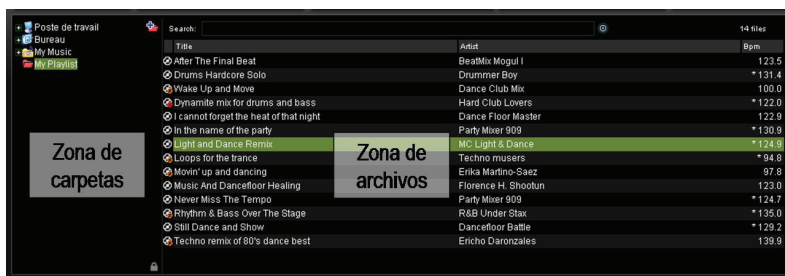 Poste de travail
Bureau
My Music
My Playlist
Zona de
carpetas
Search: 14 files
Title Artist Bpm
After The Final Beat BeatMix Mogul I 123.5
Drums Hardcore Solo Drummer Boy *131.4
Wake Up and Move Dance Club Mix 100.0
Dynamite mix for drums and bass Hard Club Lovers *122.0
I cannot forget the heat of that night Dance Floor Master 122.9
In the name of the party Party Mixer 909 *130.9
Light and Dance Remix MC Light & Dance *124.9
Loops for the trance Techno musers *94.8
Movin' up and dancing Erika Martino-Saez 97.8
Music And Dancefloor Healing Florence H. Shootun 123.0
Never Miss The Tempo Party Mixer 909 *124.7
Rhythm & Bass Over The Stage R&B Under Stax *135.0
Still Dance and Show Dancefloor Battle *129.2
Techno remix of 80's dance best Ericho Daronzales 139.9
Zona de
archivos